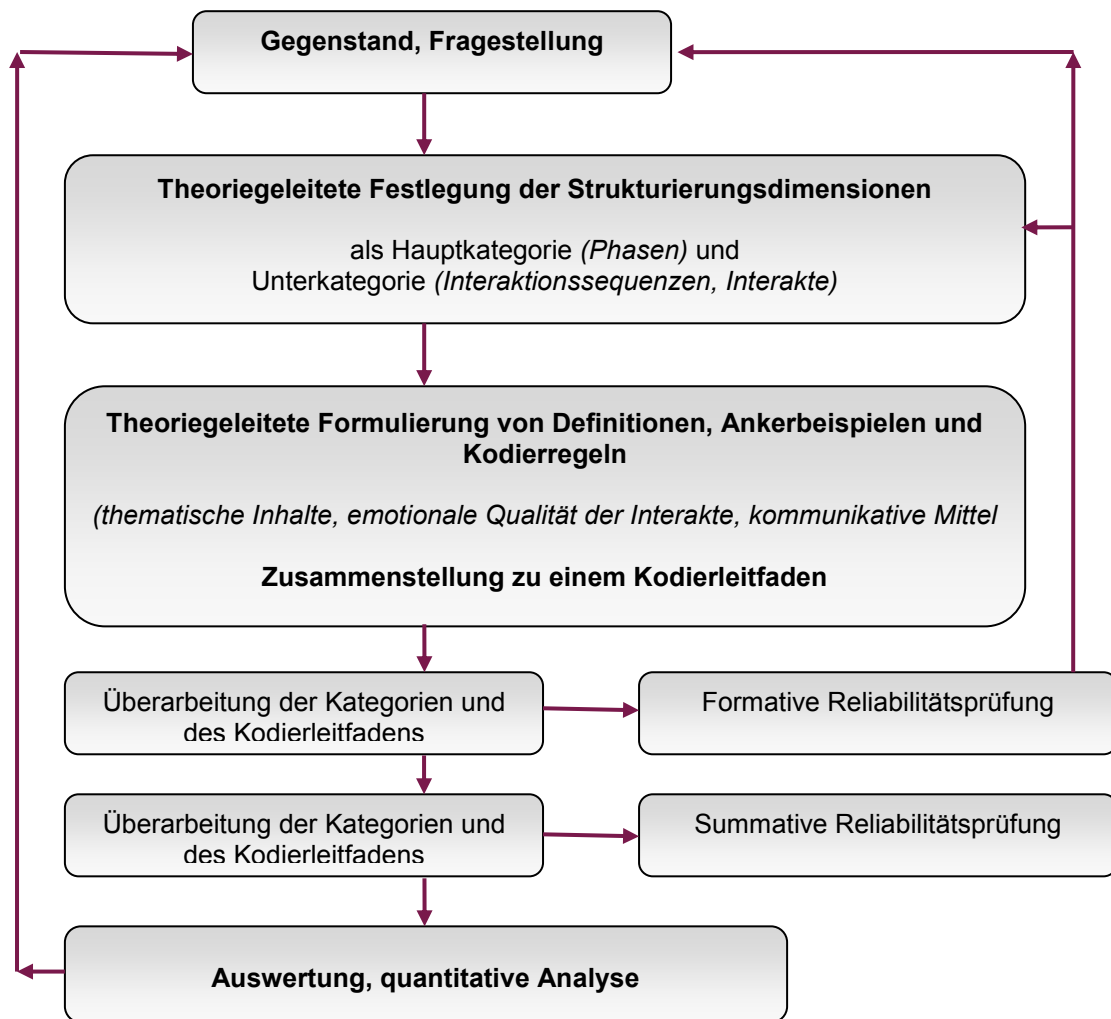 Gegenstand, Fragestellung
Theoriegeleitete Festlegung der Strukturierungsdimensionen
als Hauptkategorie (Phasen) und
Unterkategorie (Interaktionssequenzen, Interakte)
Theoriegeleitete Formulierung von Definitionen, Ankerbeispielen und
Kodierregeln
(thematische Inhalte, emotionale Qualität der Interakte, kommunikative Mittel
Zusammenstellung zu einem Kodierleitfaden
Überarbeitung der Kategorien und
des Kodierleitfadens
Formative Reliabilitätsprüfung
Überarbeitung der Kategorien und
des Kodierleitfadens
Summative Reliabilitätsprüfung
Auswertung, quantitative Analyse